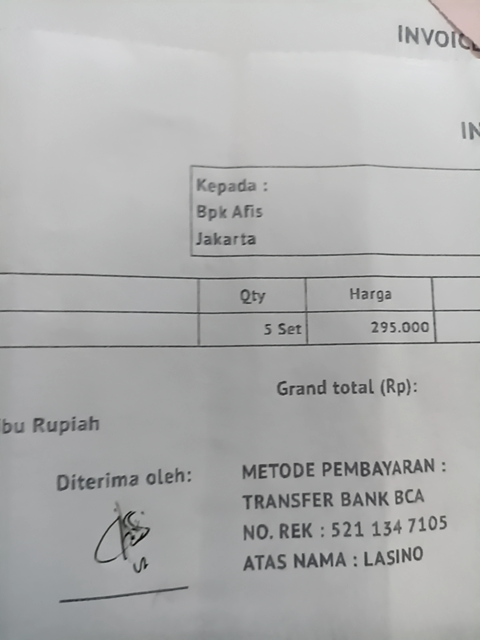 INVOIC
IN
Kepada :
Bpk Afis
Jakarta
Qty Harga
5 Set 295.000
Grand total (Rp):
ibu Rupiah
Diterima oleh:
METODE PEMBAYARAN :
TRANSFER BANK BCA
NO. REK : 521 134 7105
ATAS NAMA : LASINO